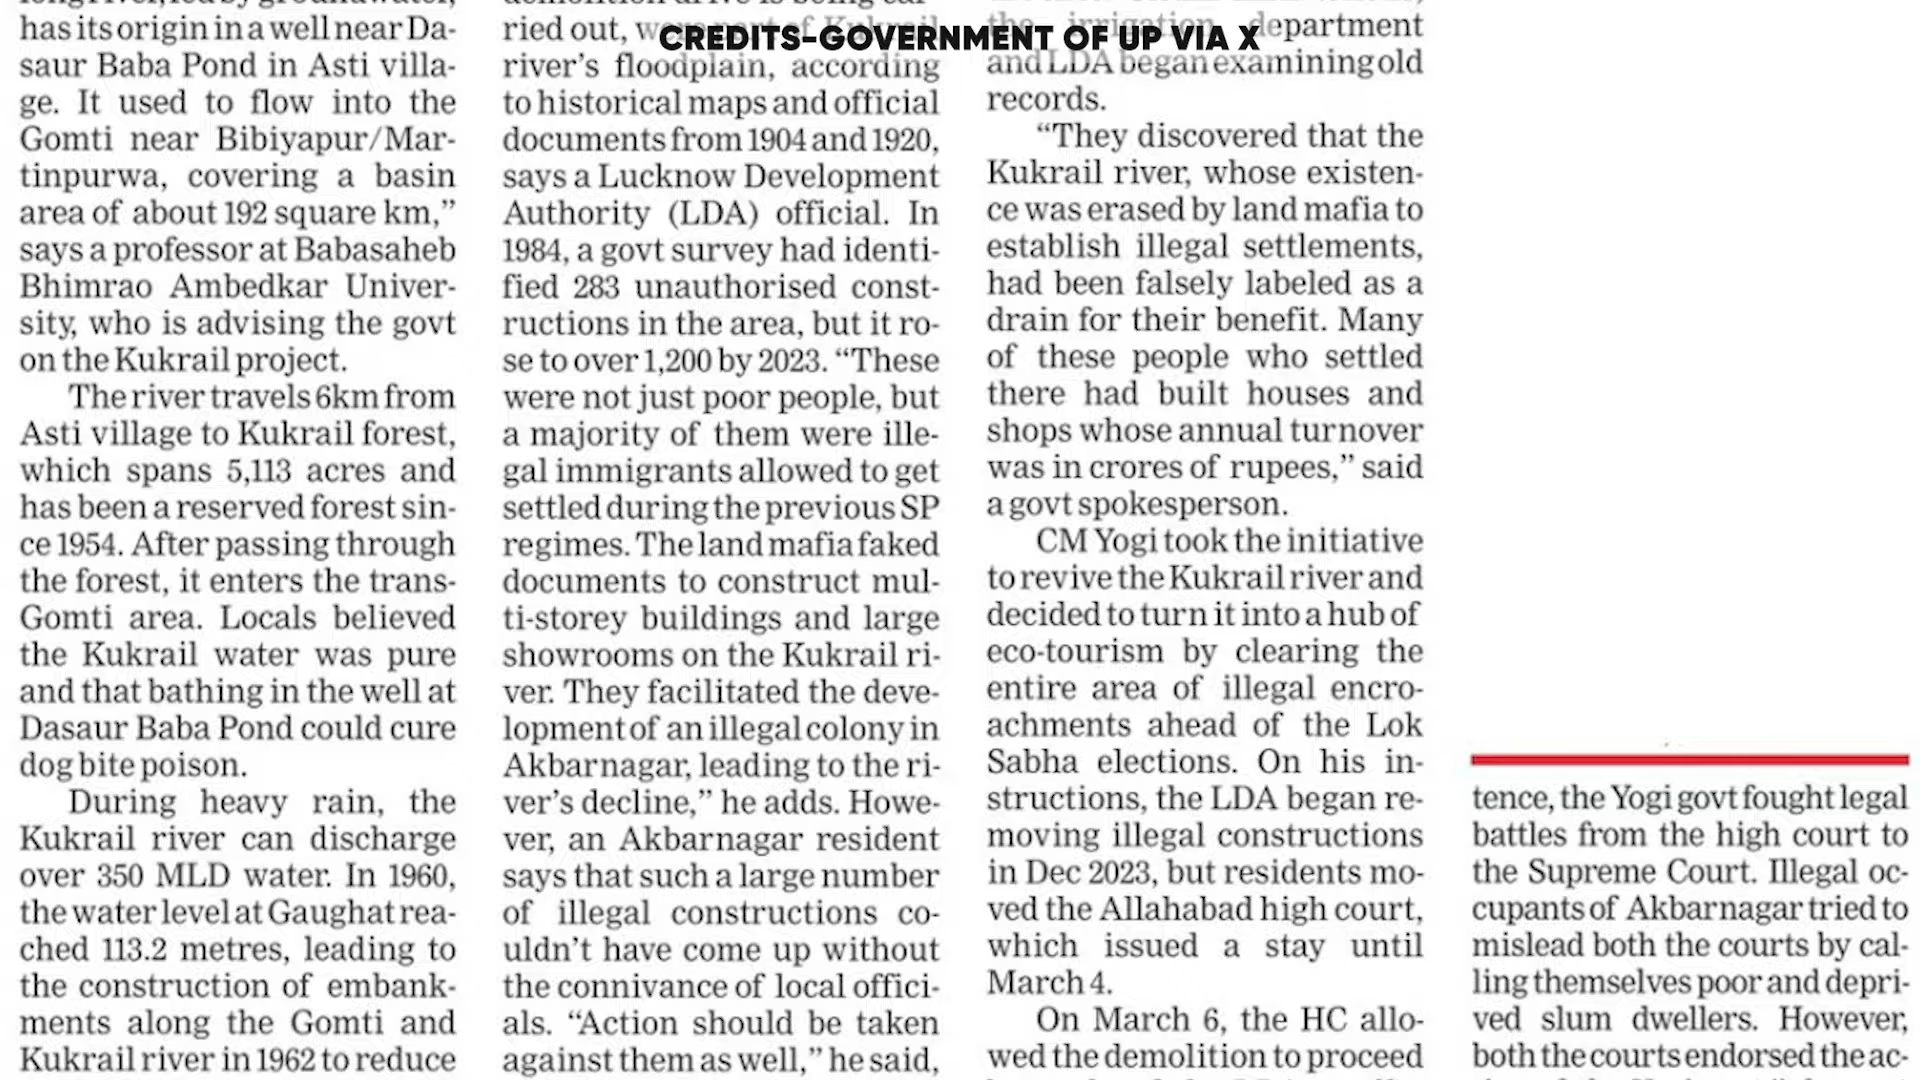 CREDITS-GOVERNMENT OF UP VIA X
has its origin in a well near Da-
saur Baba Pond in Asti villa-
ge. It used to flow into the
Gomti near Bibiyapur/Mar-
tinpurwa, covering a basin
area of about 192 square km,”
says a professor at Babasaheb
Bhimrao Ambedkar Univer-
sity, who is advising the govt
on the Kukrail project.
The river travels 6km from
Asti village to Kukrail forest,
which spans 5,113 acres and
has been a reserved forest sin-
ce 1954. After passing through
the forest, it enters the trans-
Gomti area. Locals believed
the Kukrail water was pure
and that bathing in the well at
Dasaur Baba Pond could cure
dog bite poison.
During heavy rain, the
Kukrail river can discharge
over 350 MLD water. In 1960,
the water level at Gaughat rea-
ched 113.2 metres, leading to
the construction of embank-
ments along the Gomti and
Kukrail river in 1962 to reduce
ried out, were part of Kukrail
river’s floodplain, according
to historical maps and official
documents from 1904 and 1920,
says a Lucknow Development
Authority (LDA) official. In
1984, a govt survey had identi-
fied 283 unauthorised const-
ructions in the area, but it ro-
se to over 1,200 by 2023. “These
were not just poor people, but
a majority of them were ille-
gal immigrants allowed to get
settled during the previous SP
regimes. The land mafia faked
documents to construct mul-
ti-storey buildings and large
showrooms on the Kukrail ri-
ver. They facilitated the deve-
lopment of an illegal colony in
Akbarnagar, leading to the ri-
ver’s decline,” he adds. Howe-
ver, an Akbarnagar resident
says that such a large number
of illegal constructions co-
uldn’t have come up without
the connivance of local offici-
als. “Action should be taken
against them as well,” he said,
the irrigation department
and LDA began examining old
records.
“They discovered that the
Kukrail river, whose existen-
ce was erased by land mafia to
establish illegal settlements,
had been falsely labeled as a
drain for their benefit. Many
of these people who settled
there had built houses and
shops whose annual turnover
was in crores of rupees,” said
a govt spokesperson.
CM Yogi took the initiative
to revive the Kukrail river and
decided to turn it into a hub of
eco-tourism by clearing the
entire area of illegal encro-
achments ahead of the Lok
Sabha elections. On his in-
structions, the LDA began re-
moving illegal constructions
in Dec 2023, but residents mo-
ved the Allahabad high court,
which issued a stay until
March 4.
On March 6, the HC allo-
wed the demolition to proceed
tence, the Yogi govt fought legal
battles from the high court to
the Supreme Court. Illegal oc-
cupants of Akbarnagar tried to
mislead both the courts by cal-
ling themselves poor and depri-
ved slum dwellers. However,
both the courts endorsed the ac-